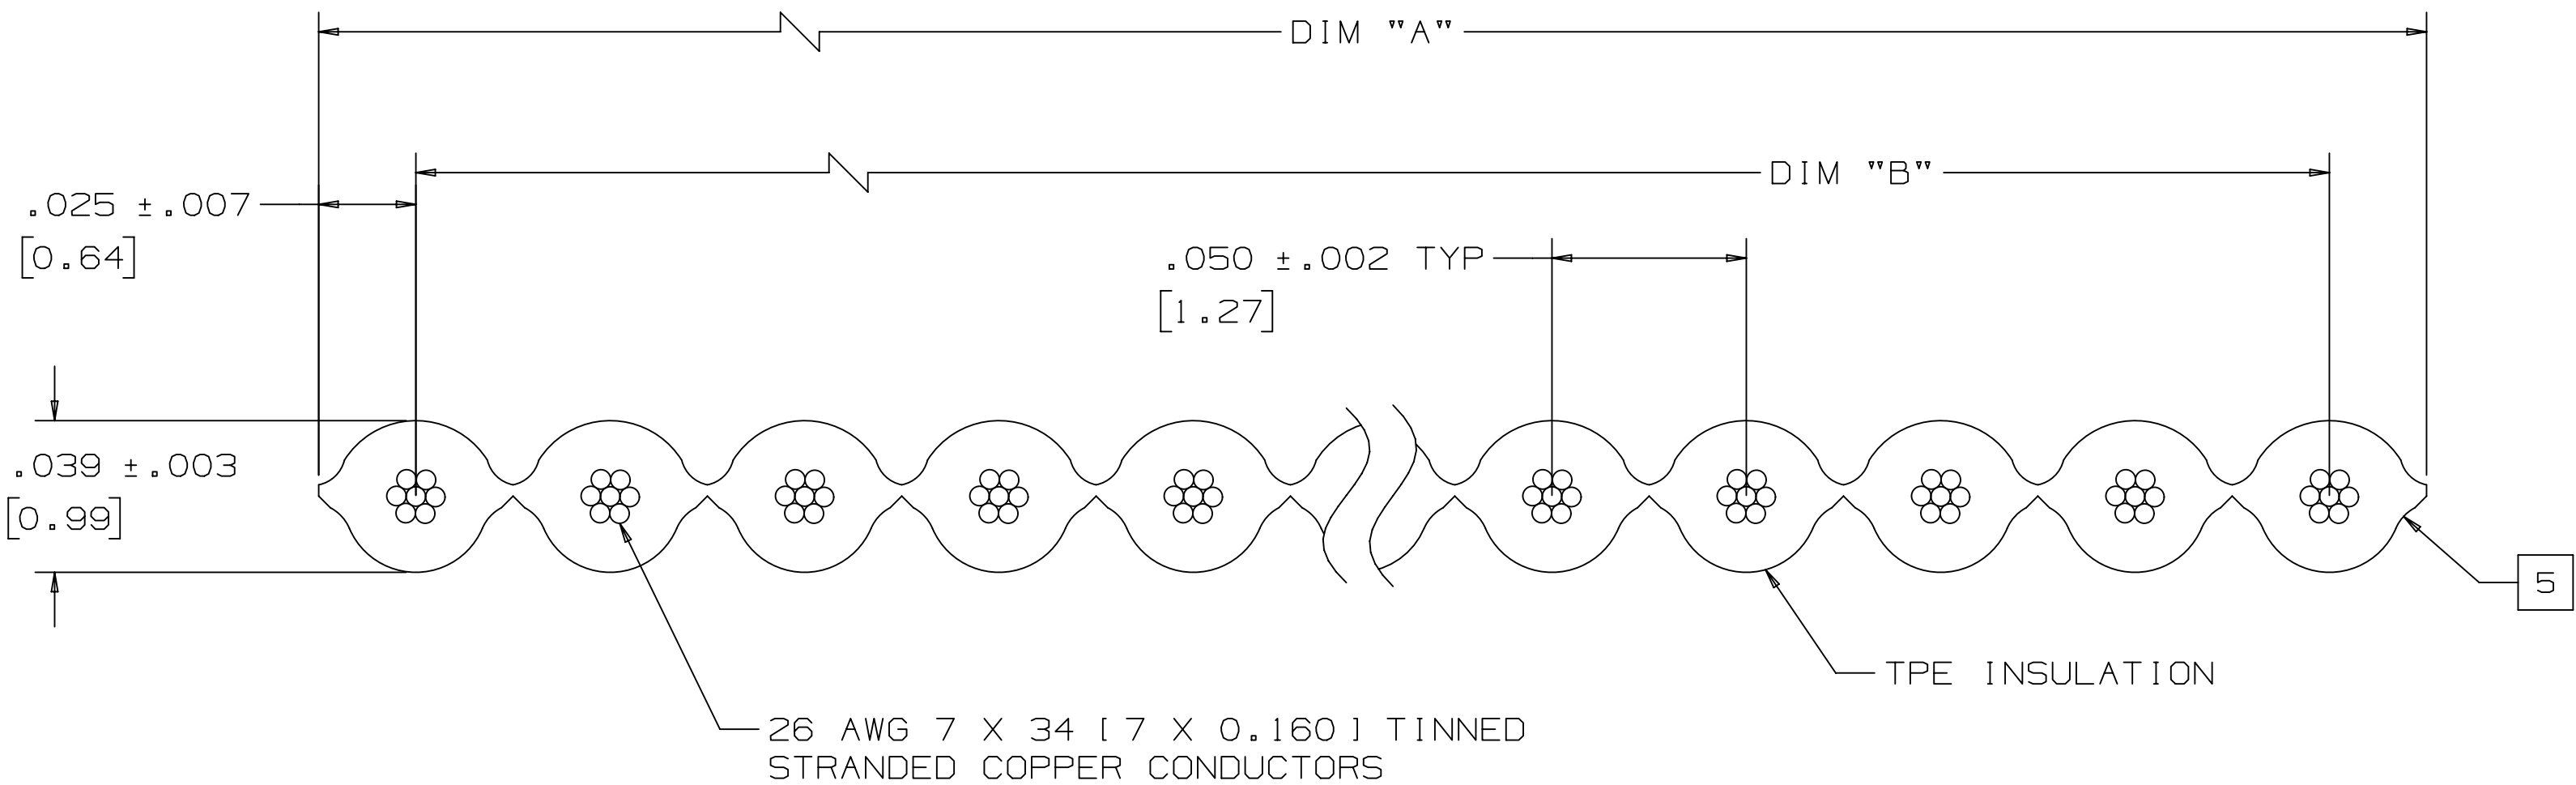 DIM "A"
DIM "B"
.025 ±.007
[0.64]
.050 ±.002 TYP
[1.27]
.039 ±.003
[0.99]
5
TPE INSULATION
26 AWG 7 X 34 [ 7 X 0.160 ] TINNED
STRANDED COPPER CONDUCTORS